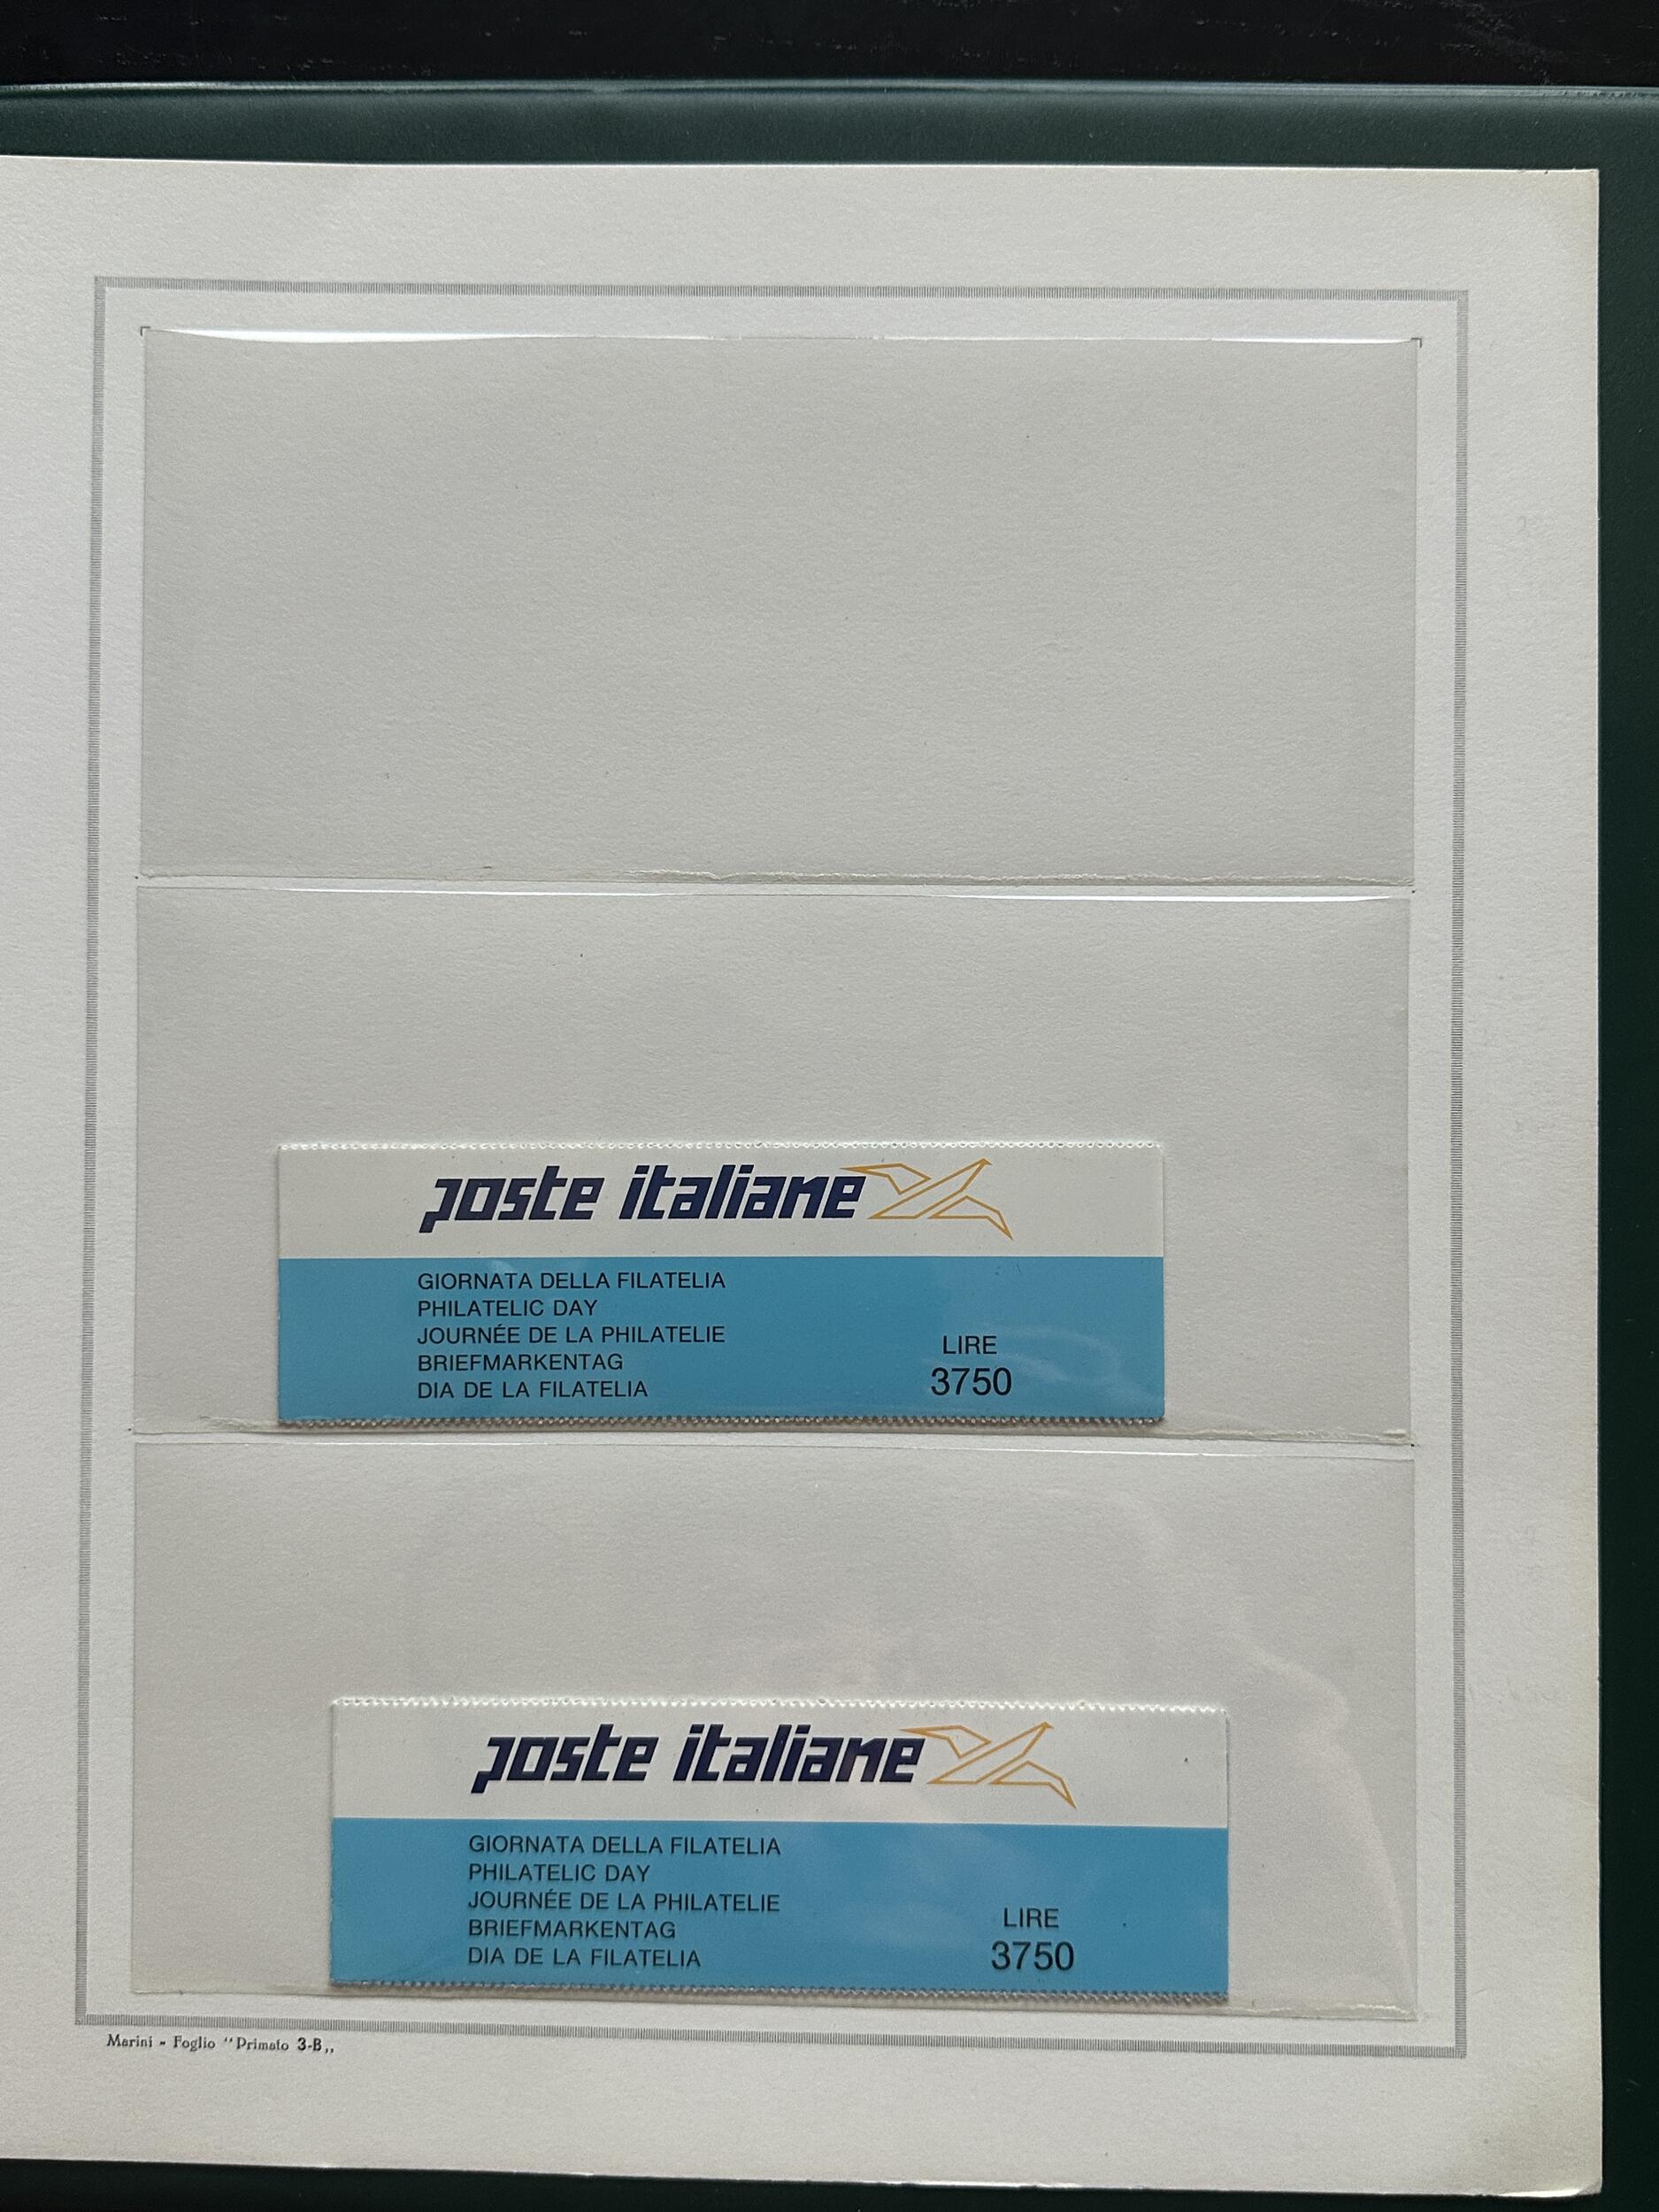 poste italiane
GIORNATA DELLA FILATELIA
PHILATELIC DAY
JOURNÉE DE LA PHILATELIE
BRIEFMARKENTAG
DIA DE LA FILATELIA
LIRE
3750
poste italiane
GIORNATA DELLA FILATELIA
PHILATELIC DAY
JOURNÉE DE LA PHILATELIE
BRIEFMARKENTAG
DIA DE LA FILATELIA
LIRE
3750
Marini - Foglio "Primato 3-B„